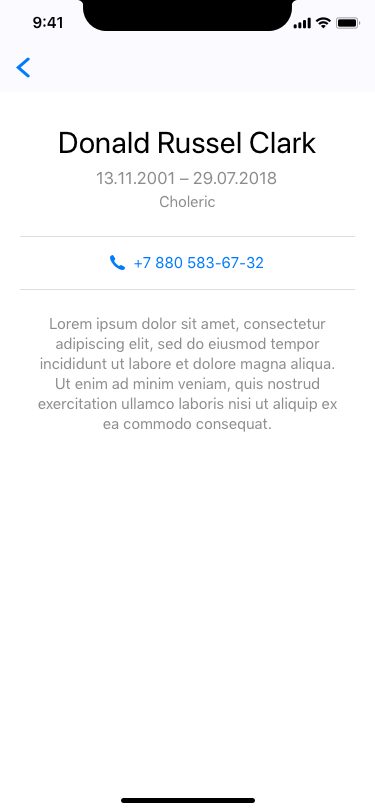 9:41
Donald Russel Clark
13.11.2001 – 29.07.2018
Choleric
+7 880 583-67-32
Lorem ipsum dolor sit amet, consectetur
adipiscing elit, sed do eiusmod tempor
incididunt ut labore et dolore magna aliqua.
Ut enim ad minim veniam, quis nostrud
exercitation ullamco laboris nisi ut aliquip ex
ea commodo consequat.